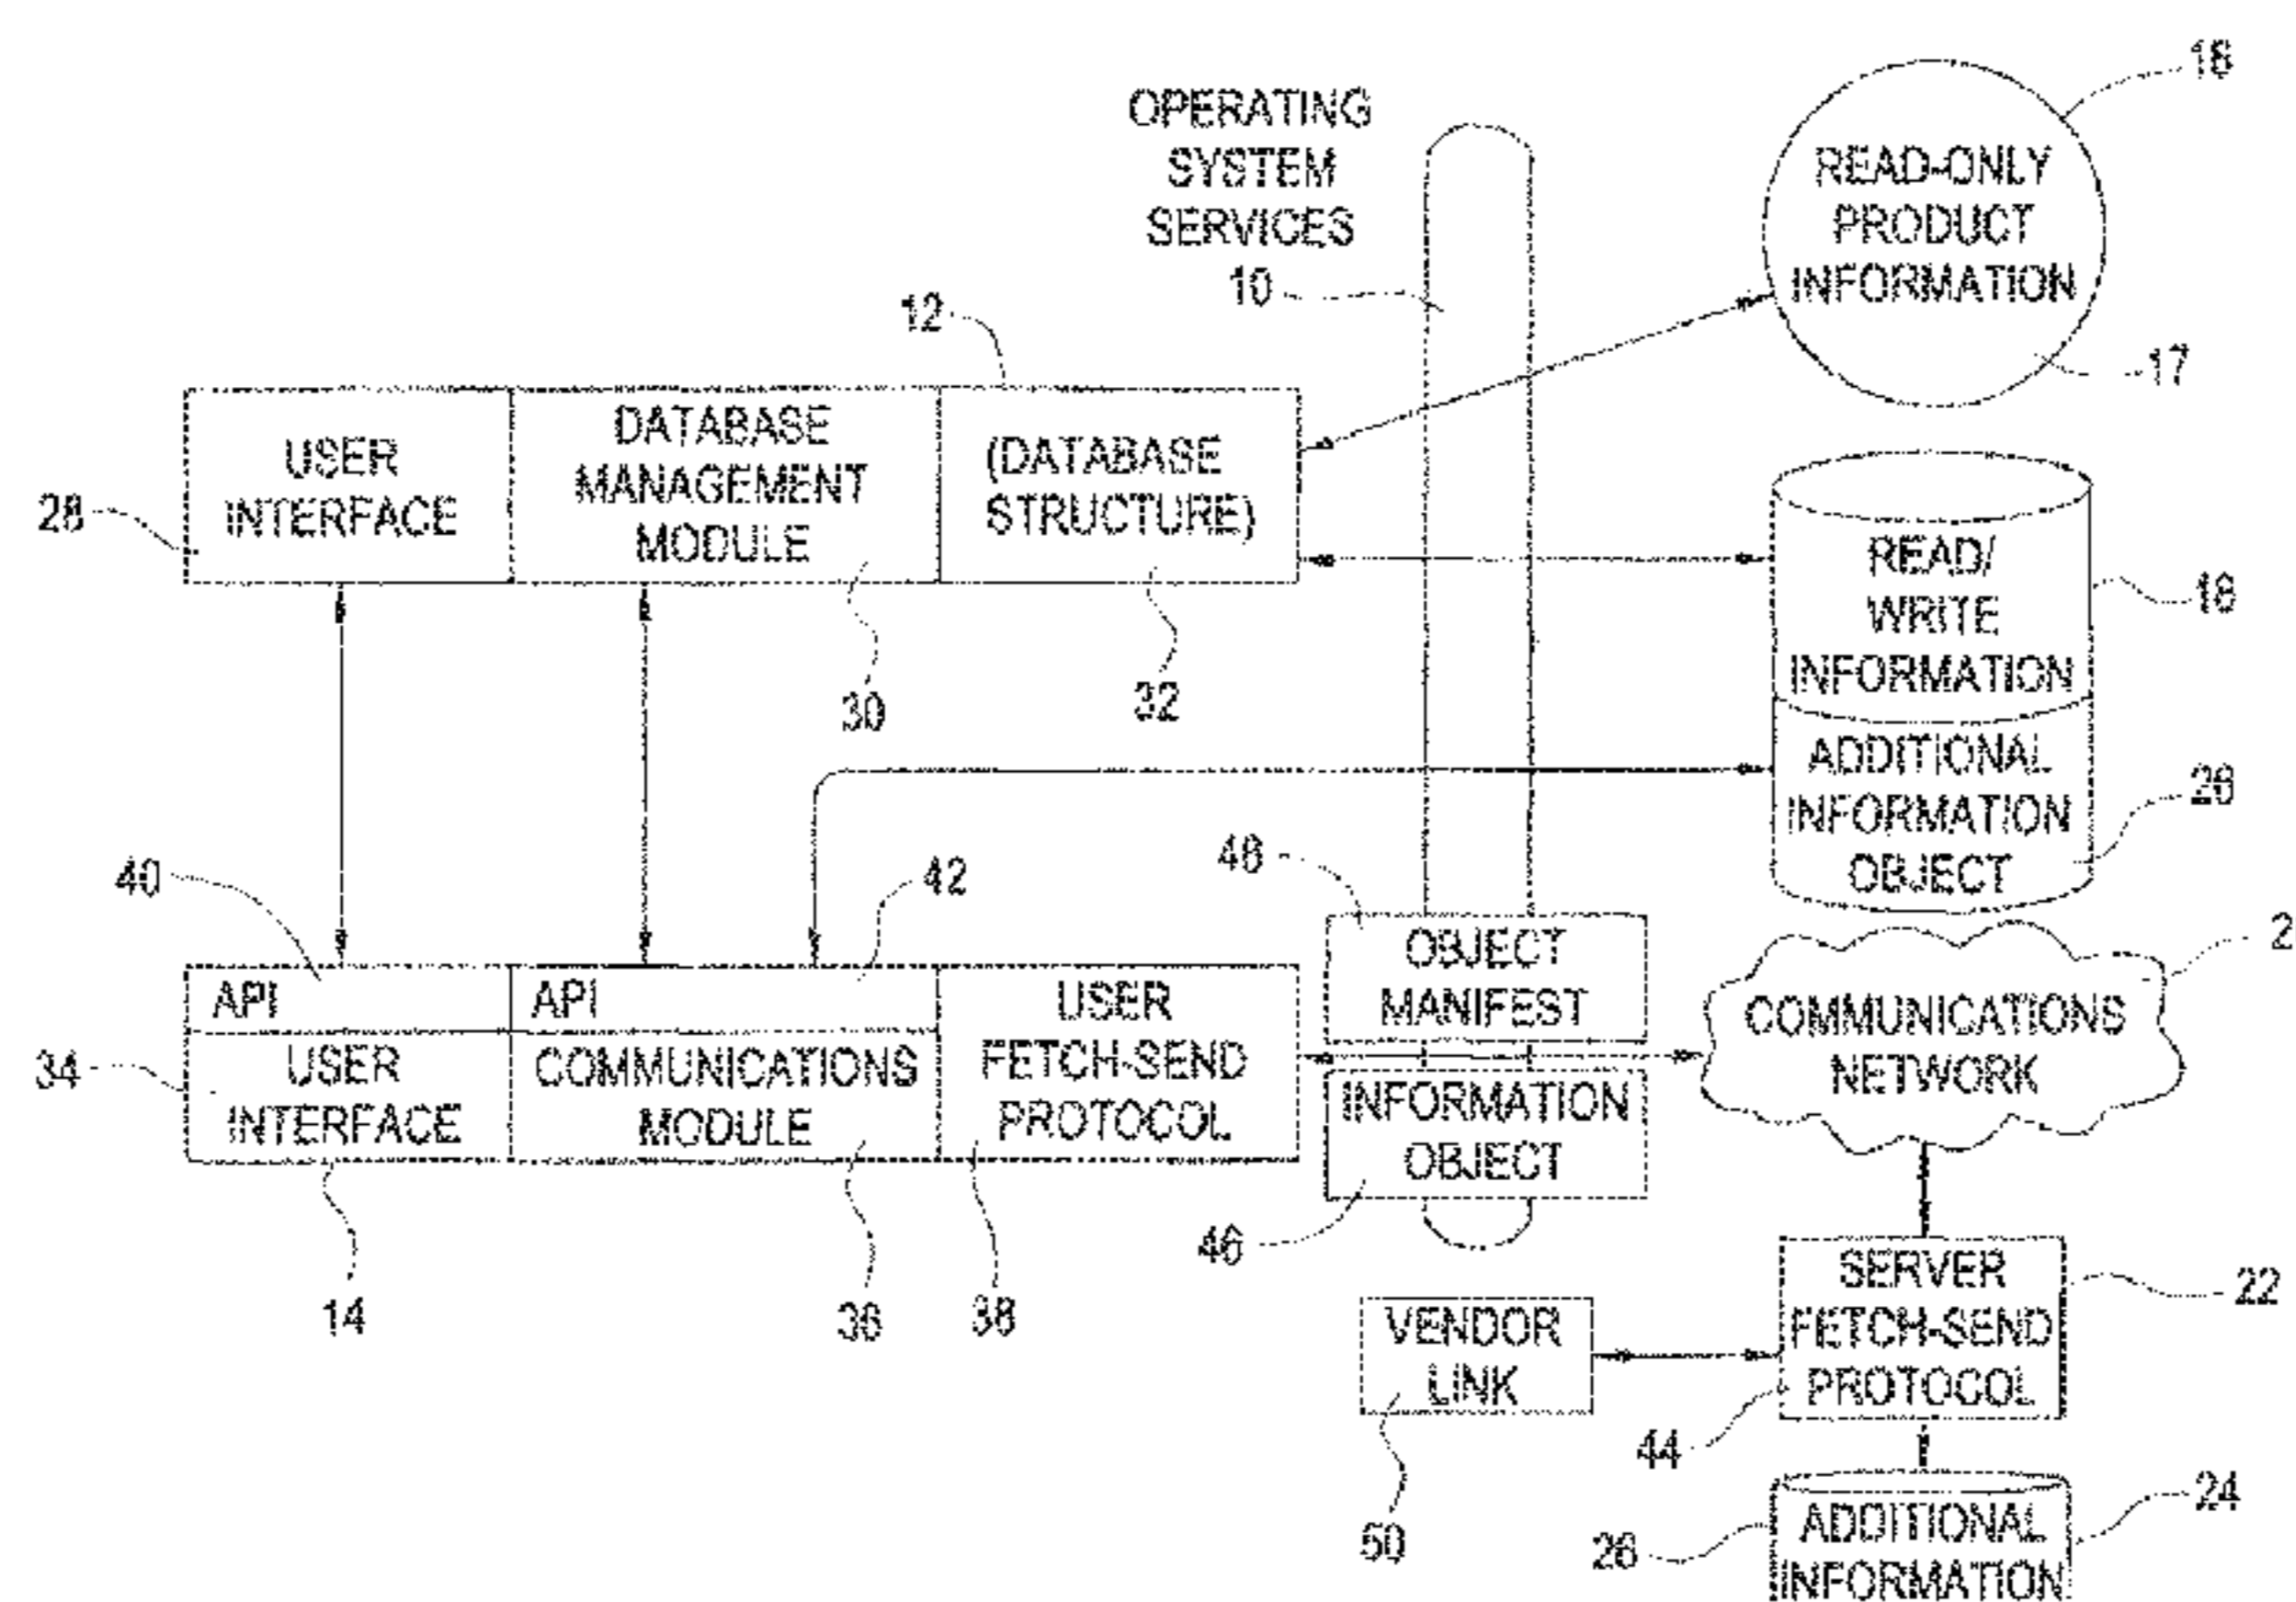 OPERATING
SYSTEM
SERVICES
10
READ-ONLY
PRODUCT
INFORMATION
17
12
USER
INTERFACE
28
DATABASE
MANAGEMENT
MODULE
30
(DATABASE
STRUCTURE)
32
READ/
WRITE
INFORMATION
18
ADDITIONAL
INFORMATION
OBJECT
26
40
API
USER
INTERFACE
34
14
42
API
COMMUNICATIONS
MODULE
36
USER
FETCH-SEND
PROTOCOL
38
48
OBJECT
MANIFEST
INFORMATION
OBJECT
46
2
COMMUNICATIONS
NETWORK
SERVER
FETCH-SEND
PROTOCOL
22
44
VENDOR
LINK
50
24
26
ADDITIONAL
INFORMATION